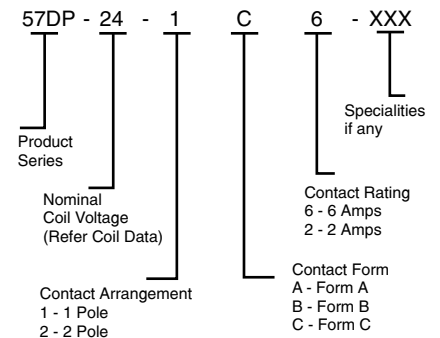 57DP - 24 - 1 C 6 - XXX
Specialities
if any
Product
Series
Nominal
Coil Voltage
(Refer Coil Data)
Contact Rating
6 - 6 Amps
2 - 2 Amps
Contact Arrangement
1 - 1 Pole
2 - 2 Pole
Contact Form
A - Form A
B - Form B
C - Form C